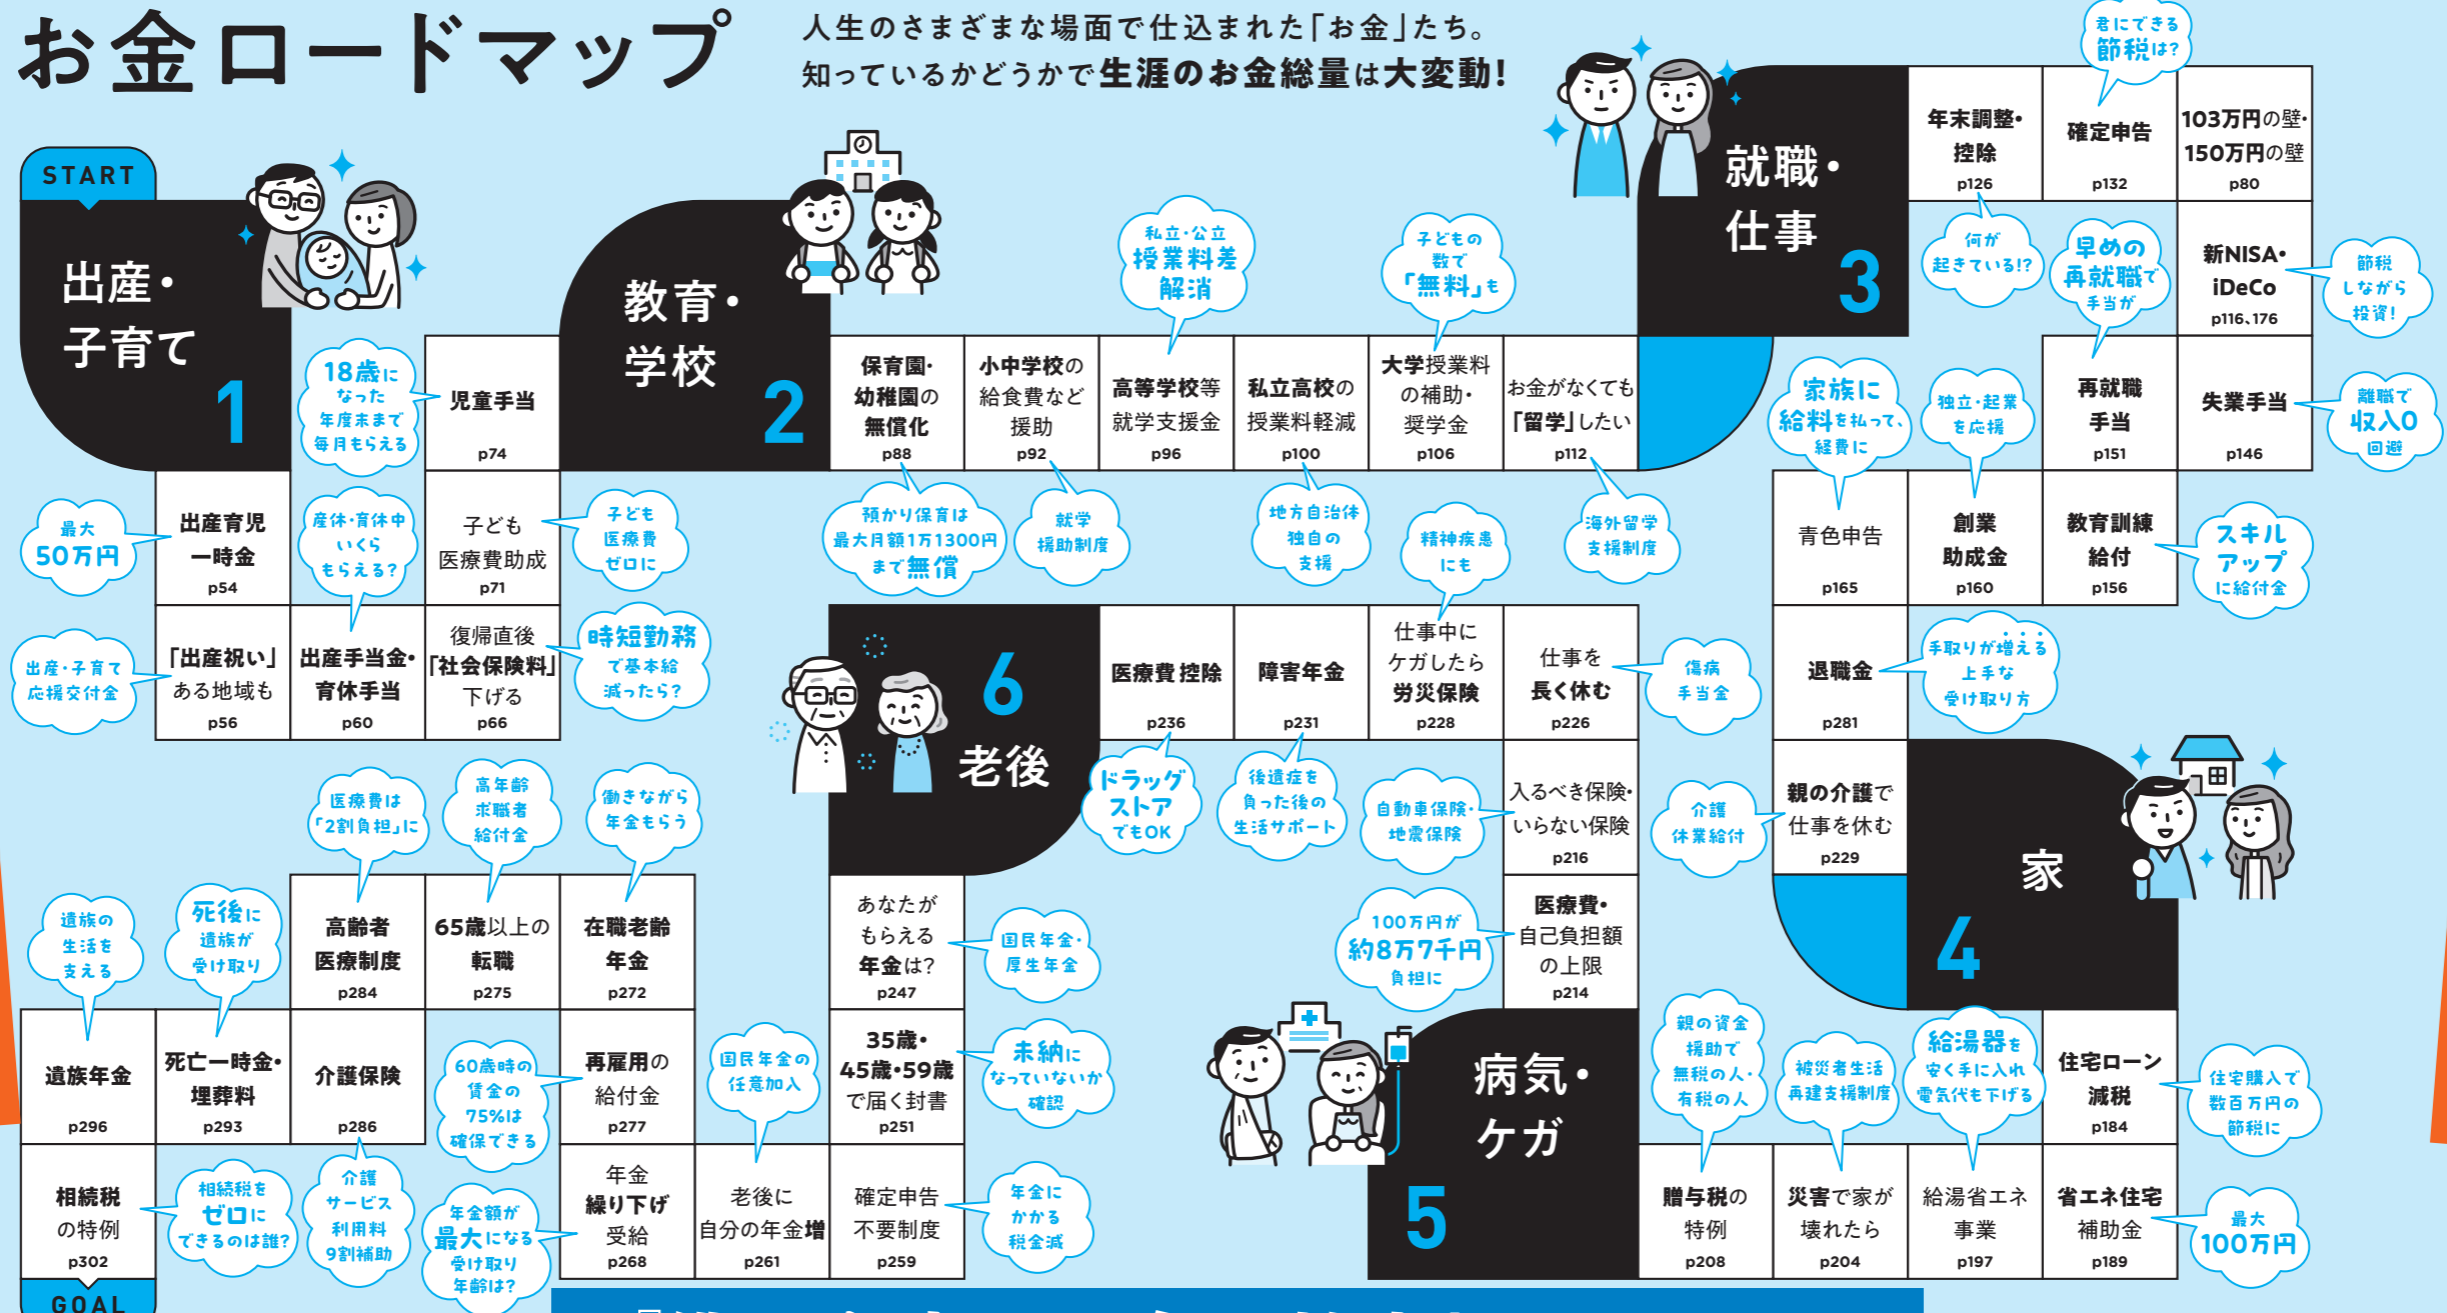 お金ロードマップ
人生のさまざまな場面で仕込まれた「お金」たち。
知っているかどうかで生涯のお金総量は大変動!
START
出産・
子育て
1
最大
50万円
出産育児
一時金
p54
出産・子育て
応援交付金
「出産祝い」
ある地域も
p56
産休・育休中
いくら
もらえる?
出産手当金・
育休手当
p60
復帰直後
「社会保険料」
下げる
p66
時短勤務
で基本給
減ったら?
子ども
医療費助成
p71
子ども
医療費
ゼロに
18歳に
なった
年度末まで
毎月もらえる
児童手当
p74
教育・
学校
2
保育園・
幼稚園の
無償化
p88
預かり保育は
最大月額1万1300円
まで無償
小中学校の
給食費など
援助
p92
就学
援助制度
私立・公立
授業料差
解消
高等学校等
就学支援金
p96
私立高校の
授業料軽減
p100
地方自治体
独自の
支援
子どもの
数で
「無料」も
大学授業料
の補助・
奨学金
p106
お金がなくても
「留学」したい
p112
海外留学
支援制度
就職・
仕事
3
年末調整・
控除
p126
何が
起きている!?
君にできる
節税は?
確定申告
p132
103万円の壁・
150万円の壁
p80
新NISA・
iDeCo
p116、176
節税
しながら
投資!
失業手当
p146
離職で
収入0
回避
早めの
再就職で
手当が
再就職
手当
p151
教育訓練
給付
p156
スキル
アップ
に給付金
独立・起業
を応援
創業
助成金
p160
家族に
給料を払って、
経費に
青色申告
p165
退職金
p281
手取りが増える
上手な
受け取り方
親の介護で
仕事を休む
p229
介護
休業給付
家
4
住宅ローン
減税
p184
住宅購入で
数百万円の
節税に
省エネ住宅
補助金
p189
最大
100万円
給湯器を
安く手に入れ
電気代も下げる
給湯省エネ
事業
p197
被災者生活
再建支援制度
災害で家が
壊れたら
p204
親の資金
援助で
無税の人・
有税の人
贈与税の
特例
p208
病気・
ケガ
5
医療費・
自己負担額
の上限
p214
100万円が
約8万7千円
負担に
入るべき保険・
いらない保険
p216
自動車保険・
地震保険
仕事を
長く休む
p226
傷病
手当金
精神疾患
にも
仕事中に
ケガしたら
労災保険
p228
障害年金
p231
後遺症を
負った後の
生活サポート
医療費控除
p236
ドラッグ
ストア
でもOK
6
老後
あなたが
もらえる
年金は?
p247
国民年金・
厚生年金
35歳・
45歳・59歳
で届く封書
p251
未納に
なっていないか
確認
確定申告
不要制度
p259
年金に
かかる
税金減
国民年金の
任意加入
老後に
自分の年金増
p261
年金
繰り下げ
受給
p268
年金額が
最大になる
受け取り
年齢は?
再雇用の
給付金
p277
60歳時の
賃金の
75%は
確保できる
働きながら
年金もらう
在職老齢
年金
p272
高年齢
求職者
給付金
65歳以上の
転職
p275
医療費は
「2割負担」に
高齢者
医療制度
p284
介護保険
p286
介護
サービス
利用料
9割補助
死後に
遺族が
受け取り
死亡一時金・
埋葬料
p293
遺族の
生活を
支える
遺族年金
p296
相続税
の特例
p302
相続税を
ゼロに
できるのは誰?
GOAL